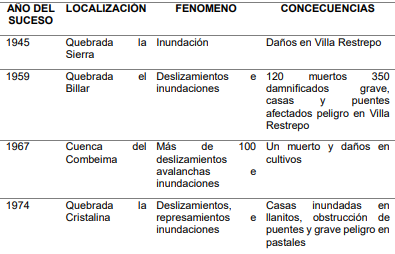 AÑO DEL SUCESO LOCALIZACIÓN FENOMENO CONCECUENCIAS
1945 Quebrada la Sierra Inundación Daños en Villa Restrepo
1959 Quebrada el Billar Deslizamientos e inundaciones 120 muertos 350 damnificados grave, casas y puentes afectados peligro en Villa Restrepo
1967 Cuenca del Combeima Más de 100 deslizamientos avalanchas e inundaciones Un muerto y daños en cultivos
1974 Quebrada la Cristalina Deslizamientos, represamientos e inundaciones Casas inundadas en llanitos, obstrucción de puentes y grave peligro en pastales